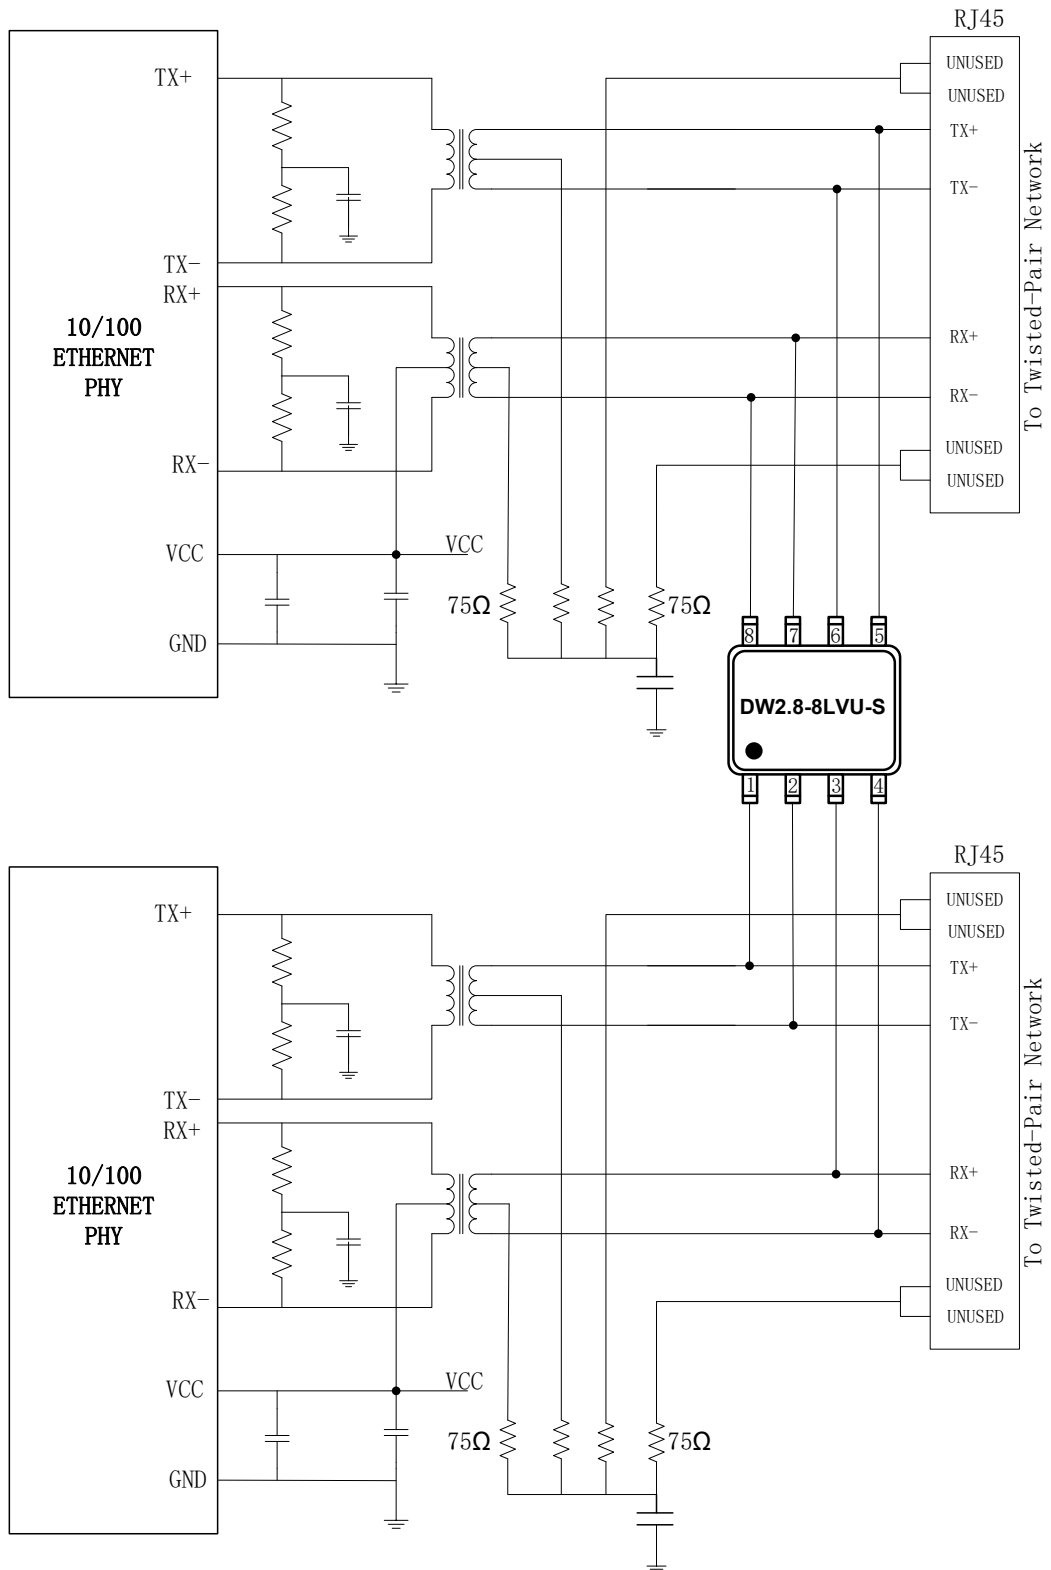 RJ45
TX+
UNUSED
UNUSED
TX+
TX-
TX-
RX+
10/100
ETHERNET
PHY
RX+
RX-
RX-
UNUSED
UNUSED
To Twisted-Pair Network
VCC
VCC
75Ω
75Ω
GND
8
7
6
5
DW2.8-8LVU-S
1
2
3
4
RJ45
TX+
UNUSED
UNUSED
TX+
TX-
TX-
RX+
10/100
ETHERNET
PHY
RX+
RX-
RX-
UNUSED
UNUSED
To Twisted-Pair Network
VCC
VCC
75Ω
75Ω
GND